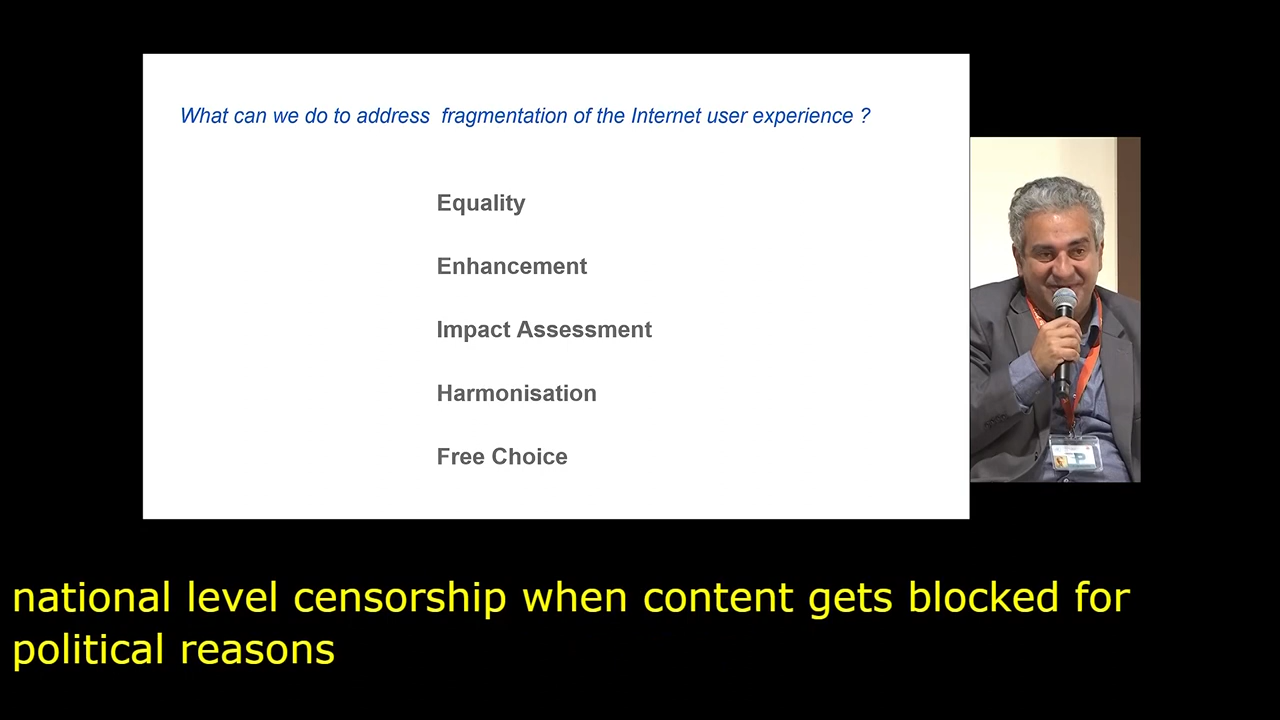 What can we do to address  fragmentation of the Internet user experience ?
Equality
Enhancement
Impact Assessment
Harmonisation
Free Choice
P
national level censorship when content gets blocked for
political reasons